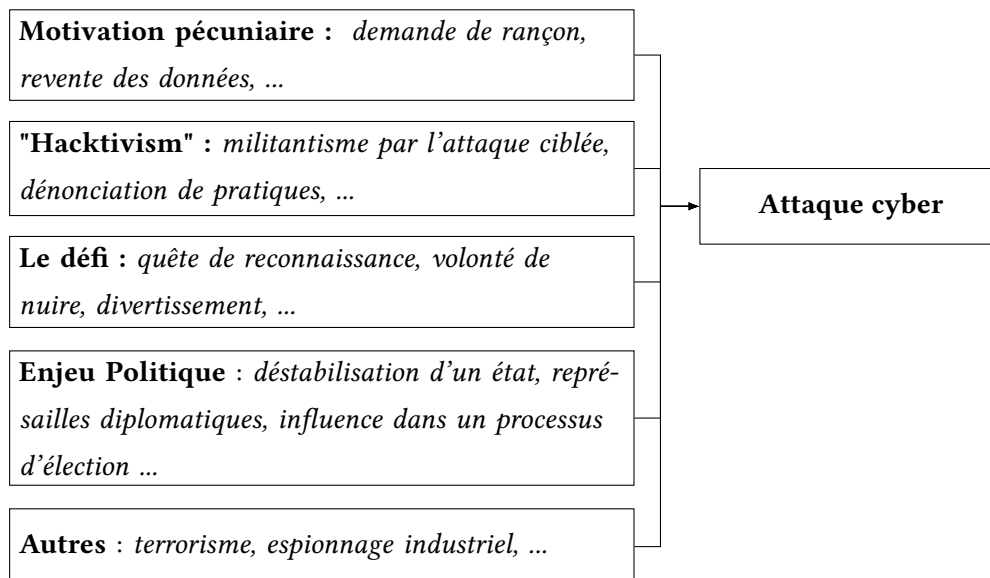 Motivation pécuniaire : demande de rançon,
revente des données, ...
"Hacktivism" : militantisme par l'attaque ciblée,
dénonciation de pratiques, ...
Attaque cyber
Le défi : quête de reconnaissance, volonté de
nuire, divertissement, ...
Enjeu Politique : déstabilisation d'un état, repré-
sailles diplomatiques, influence dans un processus
d'élection ...
Autres : terrorisme, espionnage industriel, ...